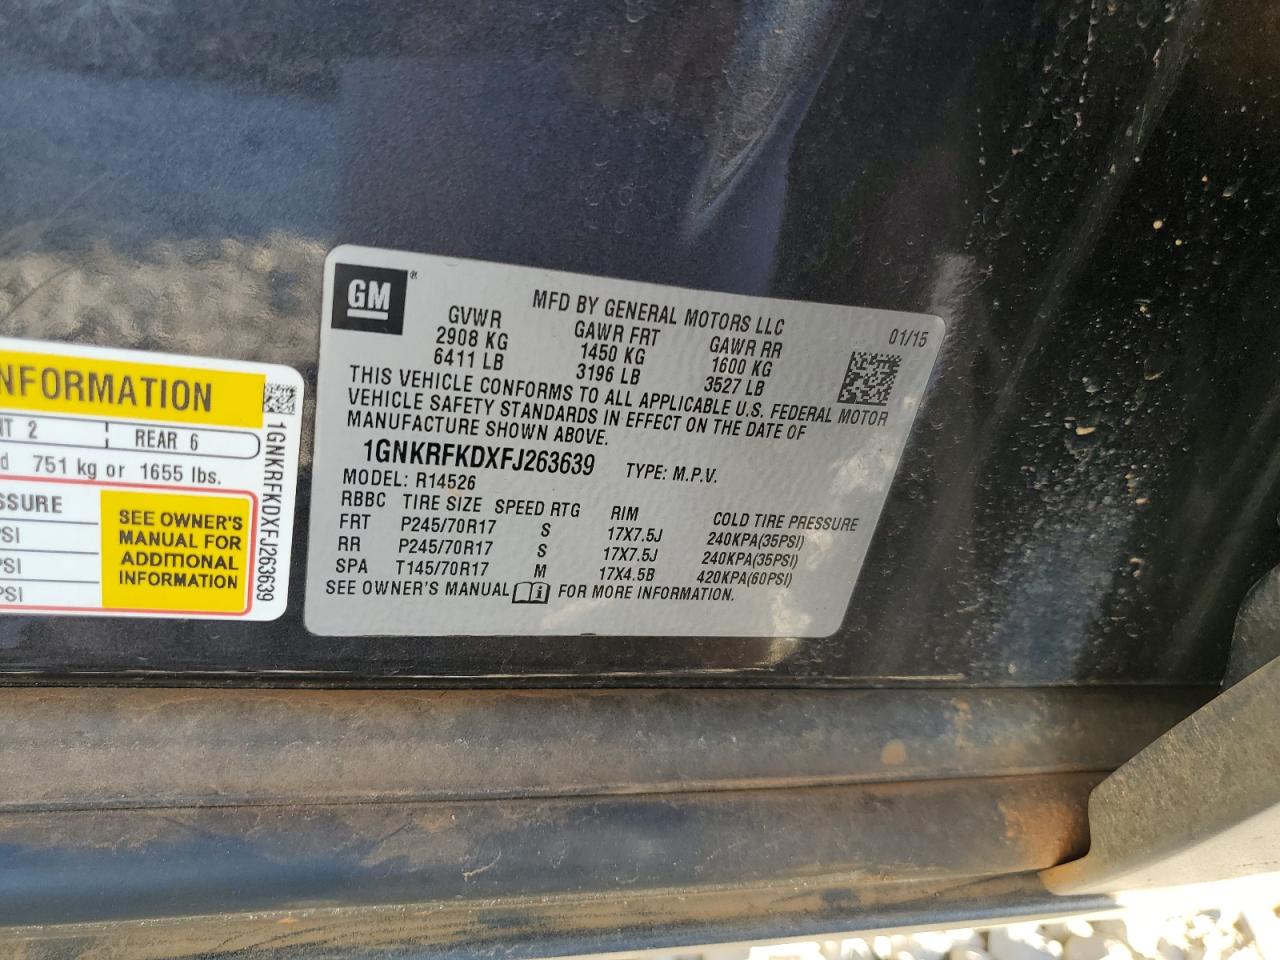 NFORMATION
NT 2 REAR 6
d 751 kg or 1655 lbs.
SSURE
PSI
PSI
PSI
SEE OWNER'S
MANUAL FOR
ADDITIONAL
INFORMATION
1GNKRFKDXFJ263639
GM®
MFD BY GENERAL MOTORS LLC
01/15
GVWR GAWR FRT GAWR RR
2908 KG 1450 KG 1600 KG
6411 LB 3196 LB 3527 LB
THIS VEHICLE CONFORMS TO ALL APPLICABLE U.S. FEDERAL MOTOR
VEHICLE SAFETY STANDARDS IN EFFECT ON THE DATE OF
MANUFACTURE SHOWN ABOVE.
1GNKRFKDXFJ263639 TYPE: M.P.V.
MODEL: R14526
RBBC TIRE SIZE SPEED RTG RIM COLD TIRE PRESSURE
FRT P245/70R17 S 17X7.5J 240KPA(35PSI)
RR P245/70R17 S 17X7.5J 240KPA(35PSI)
SPA T145/70R17 M 17X4.5B 420KPA(60PSI)
SEE OWNER'S MANUAL FOR MORE INFORMATION.